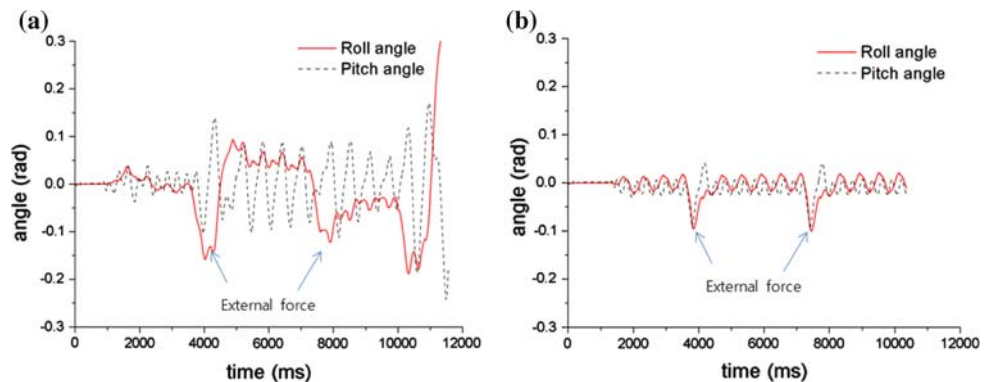 (a)
0.3
0.2
0.1
0.0
-0.1
-0.2
-0.3
angle (rad)
Roll angle
Pitch angle
External force
0
2000
4000
6000
8000
10000
12000
time (ms)
(b)
0.3
0.2
0.1
0.0
-0.1
-0.2
-0.3
angle (rad)
Roll angle
Pitch angle
External force
0
2000
4000
6000
8000
10000
12000
time (ms)